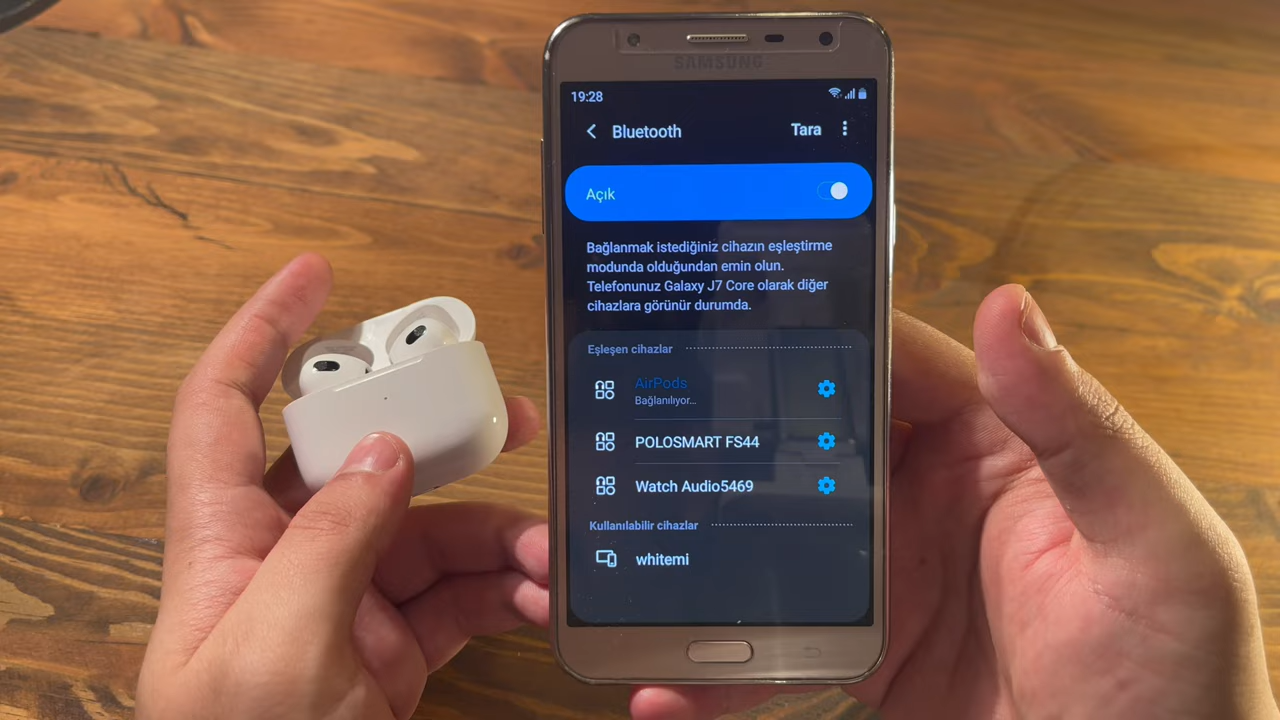 SAMSUNG
19:28
Bluetooth Tara
Açık
Bağlanmak istediğiniz cihazın eşleştirme
modunda olduğundan emin olun.
Telefonunuz Galaxy J7 Core olarak diğer
cihazlara görünür durumda.
Eşleşen cihazlar
AirPods
Bağlanılıyor...
POLOSMART FS44
Watch Audio5469
Kullanılabilir cihazlar
whitemi